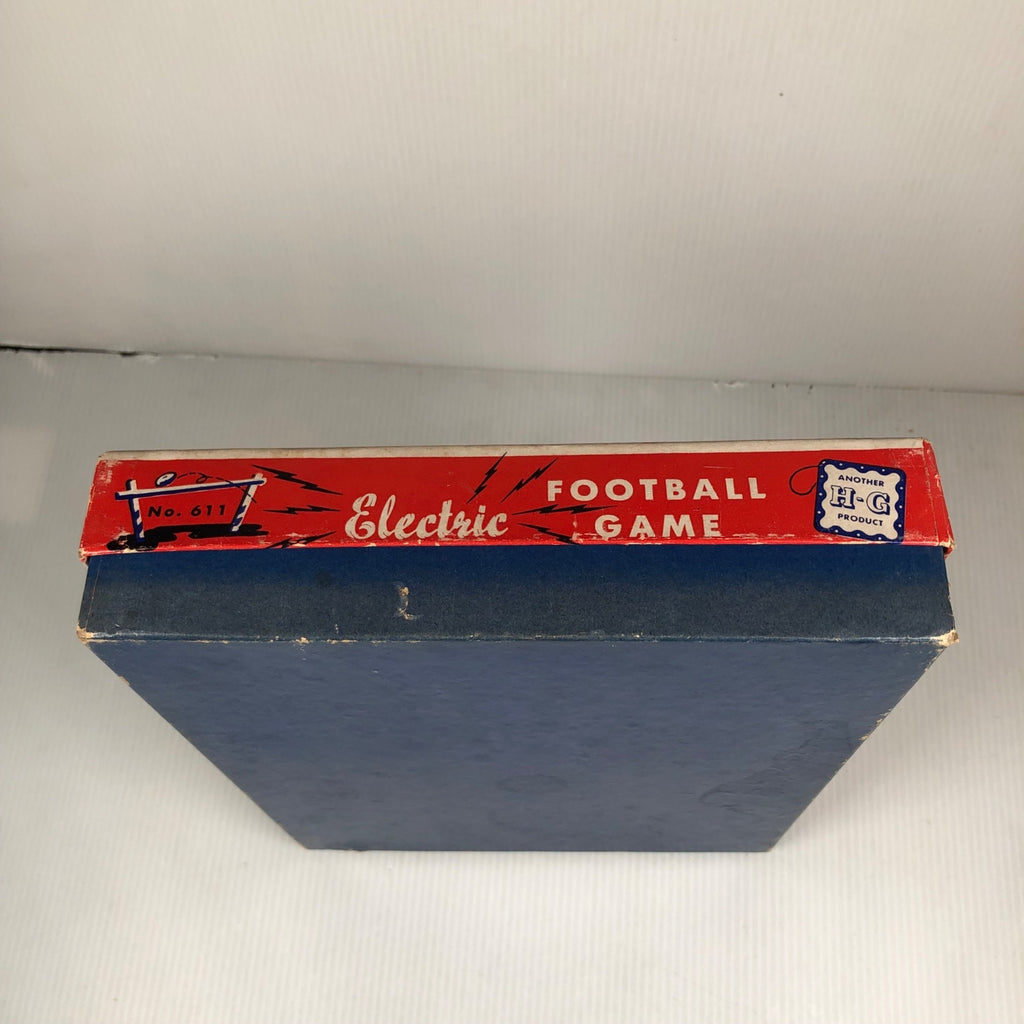 No. 611
Electric
FOOTBALL
GAME
ANOTHER
H-G
PRODUCT